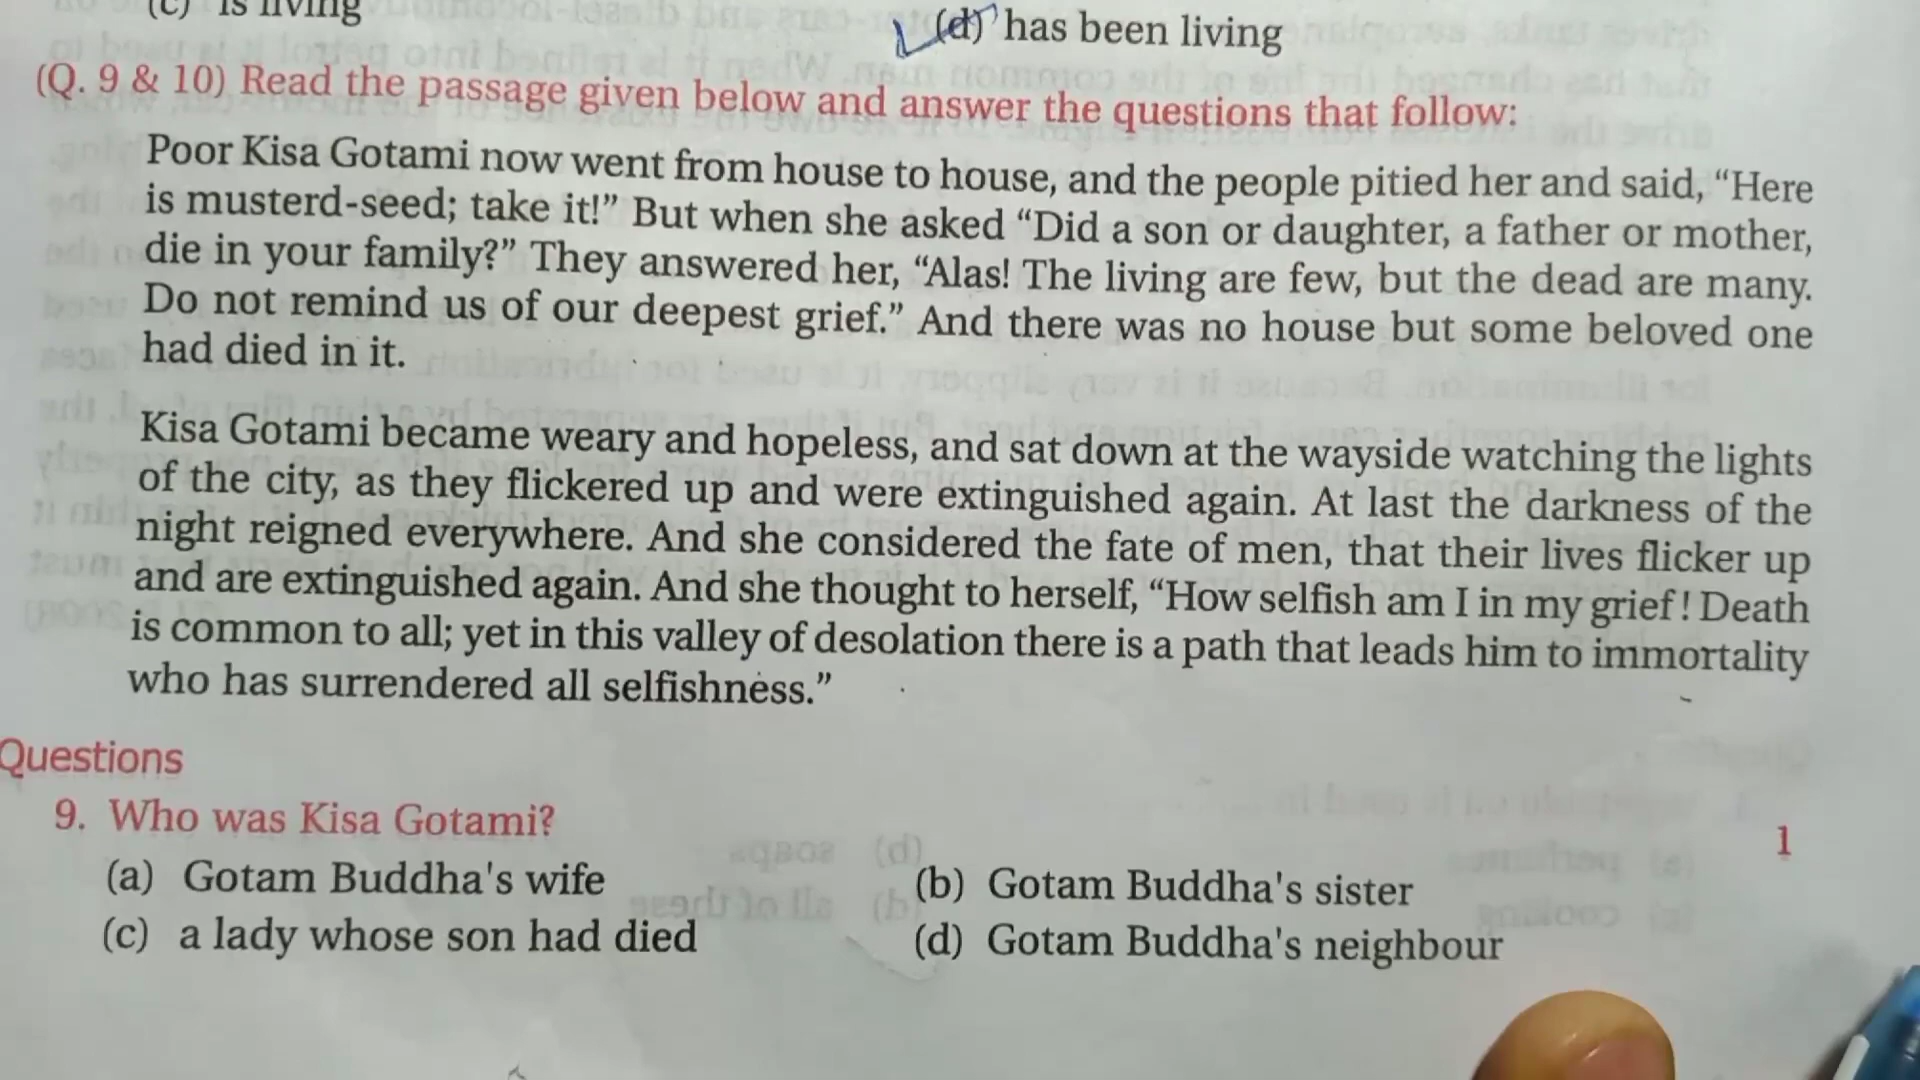 (c) is living
(d) has been living
(Q. 9 & 10) Read the passage given below and answer the questions that follow:
Poor Kisa Gotami now went from house to house, and the people pitied her and said, “Here
is musterd-seed; take it!” But when she asked “Did a son or daughter, a father or mother,
die in your family?” They answered her, “Alas! The living are few, but the dead are many.
Do not remind us of our deepest grief.” And there was no house but some beloved one
had died in it.
Kisa Gotami became weary and hopeless, and sat down at the wayside watching the lights
of the city, as they flickered up and were extinguished again. At last the darkness of the
night reigned everywhere. And she considered the fate of men, that their lives flicker up
and are extinguished again. And she thought to herself, “How selfish am I in my grief! Death
is common to all; yet in this valley of desolation there is a path that leads him to immortality
who has surrendered all selfishness.”
Questions
9. Who was Kisa Gotami? 1
(a) Gotam Buddha's wife
(b) Gotam Buddha's sister
(c) a lady whose son had died
(d) Gotam Buddha's neighbour